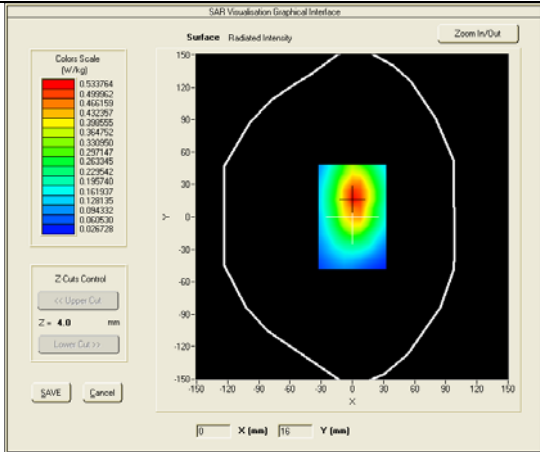 SAR Visualisation Graphical Interface
Surface Radiated Intensity
Zoom In/Out
Colors Scale
(W/kg)
0.533764
0.499962
0.466159
0.432357
0.398555
0.364752
0.330950
0.297147
0.263345
0.229542
0.195740
0.161937
0.128135
0.094332
0.060530
0.026728
Z Cuts Control
<< Upper Cut
Z = 4.0 mm
Lower Cut >>
SAVE
Cancel
150
120
90
60
30
0
-30
-60
-90
-120
-150
Y
-150 -120 -90 -60 -30 0 30 60 90 120 150
X
0 X (mm) 16 Y (mm)